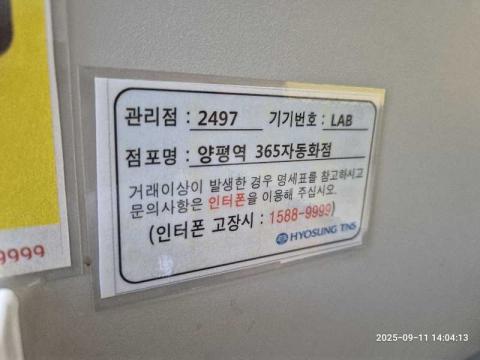 관리점 : 2497 기기번호 : LAB
점포명 : 양평역 365자동화점
거래이상이 발생한 경우 명세표를 참고하시고
문의사항은 인터폰을 이용해 주십시오.
(인터폰 고장시 : 1588-9999)
HYOSUNG TNS
9999
2025-09-11 14:04:13